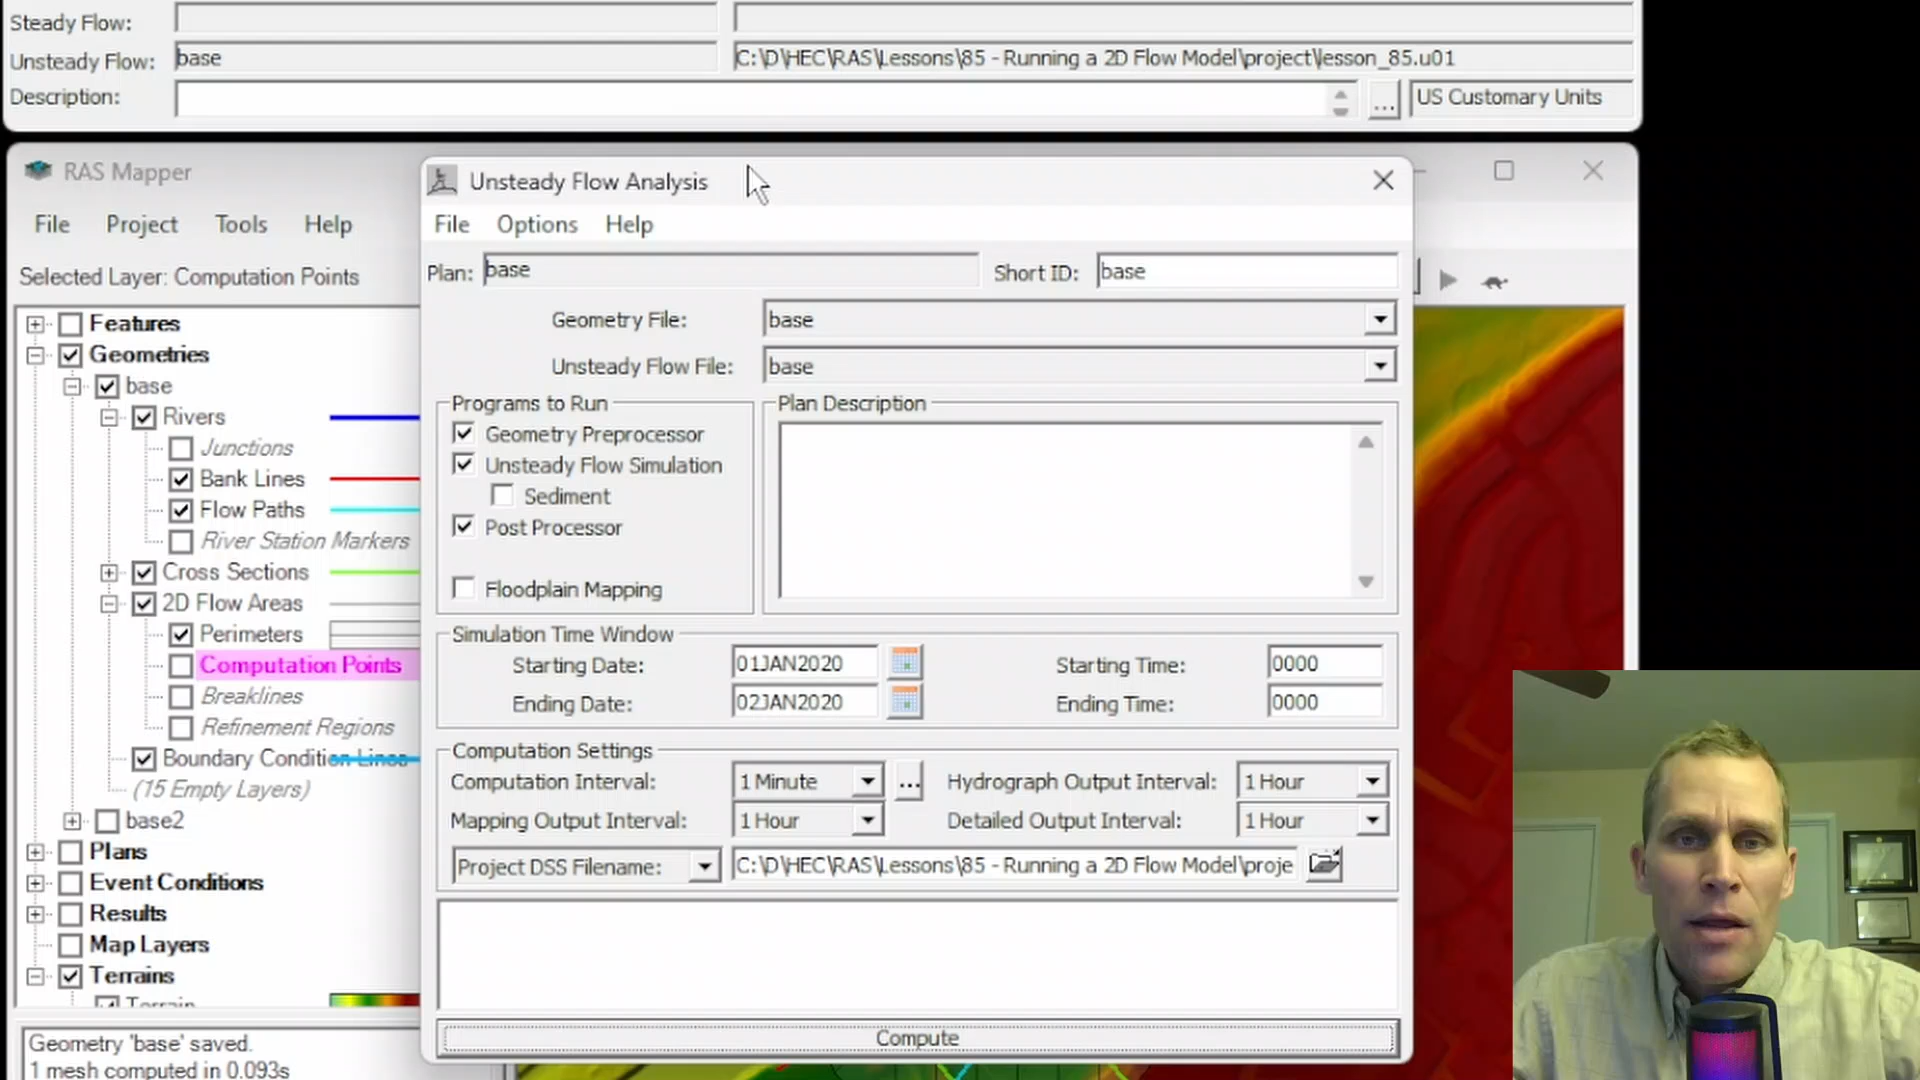 Steady Flow:
Unsteady Flow: base C:\D\HEC\RAS\Lessons\85 - Running a 2D Flow Model\project\lesson_85.u01
Description: ... US Customary Units
RAS Mapper
File Project Tools Help
Selected Layer: Computation Points
Features
Geometries
base
Rivers
Junctions
Bank Lines
Flow Paths
River Station Markers
Cross Sections
2D Flow Areas
Perimeters
Computation Points
Breaklines
Refinement Regions
Boundary Condition Lines
(15 Empty Layers)
base2
Plans
Event Conditions
Results
Map Layers
Terrains
Terrain
Geometry 'base' saved.
1 mesh computed in 0.093s
Unsteady Flow Analysis
File Options Help
Plan: base Short ID: base
Geometry File: base
Unsteady Flow File: base
Programs to Run
Geometry Preprocessor
Unsteady Flow Simulation
Sediment
Post Processor
Floodplain Mapping
Plan Description
Simulation Time Window
Starting Date: 01JAN2020 Starting Time: 0000
Ending Date: 02JAN2020 Ending Time: 0000
Computation Settings
Computation Interval: 1 Minute ... Hydrograph Output Interval: 1 Hour
Mapping Output Interval: 1 Hour Detailed Output Interval: 1 Hour
Project DSS Filename: C:\D\HEC\RAS\Lessons\85 - Running a 2D Flow Model\proje
Compute